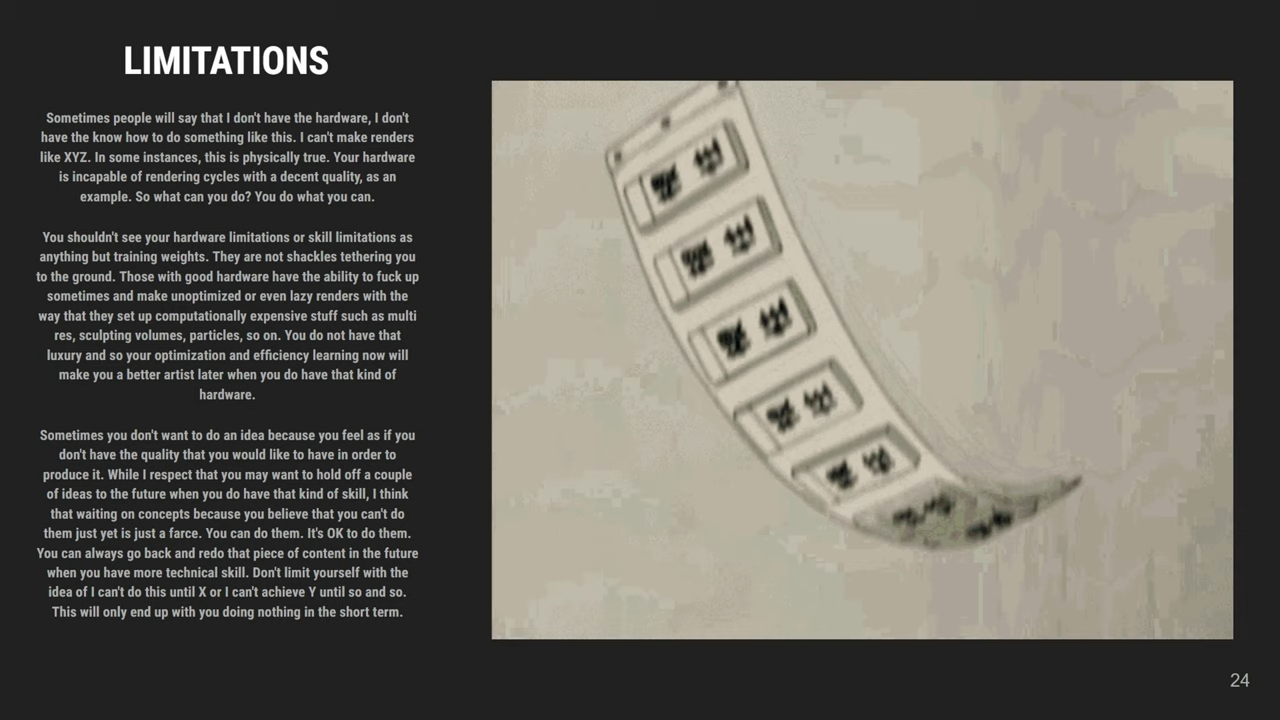 LIMITATIONS
Sometimes people will say that I don't have the hardware, I don't
have the know how to do something like this. I can't make renders
like XYZ. In some instances, this is physically true. Your hardware
is incapable of rendering cycles with a decent quality, as an
example. So what can you do? You do what you can.
You shouldn't see your hardware limitations or skill limitations as
anything but training weights. They are not shackles tethering you
to the ground. Those with good hardware have the ability to fuck up
sometimes and make unoptimized or even lazy renders with the
way that they set up computationally expensive stuff such as multi
res, sculpting volumes, particles, so on. You do not have that
luxury and so your optimization and efficiency learning now will
make you a better artist later when you do have that kind of
hardware.
Sometimes you don't want to do an idea because you feel as if you
don't have the quality that you would like to have in order to
produce it. While I respect that you may want to hold off a couple
of ideas to the future when you do have that kind of skill, I think
that waiting on concepts because you believe that you can't do
them just yet is just a farce. You can do them. It's OK to do them.
You can always go back and redo that piece of content in the future
when you have more technical skill. Don't limit yourself with the
idea of I can't do this until X or I can't achieve Y until so and so.
This will only end up with you doing nothing in the short term.
24